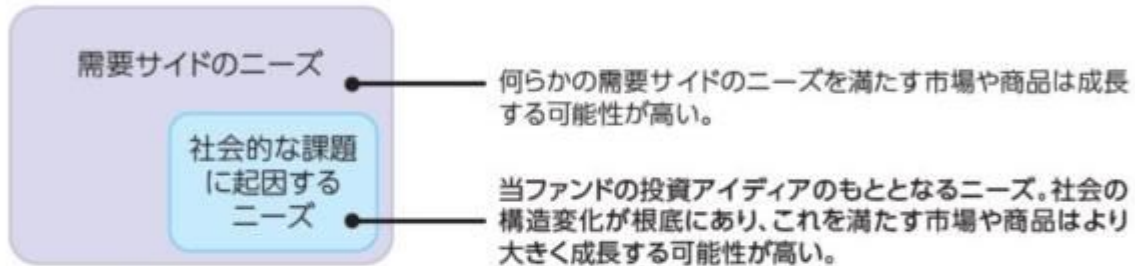 需要サイドのニーズ
何らかの需要サイドのニーズを満たす市場や商品は成長
する可能性が高い。
社会的な課題
に起因する
ニーズ
当ファンドの投資アイディアのもととなるニーズ。社会の
構造変化が根底にあり、これを満たす市場や商品はより
大きく成長する可能性が高い。